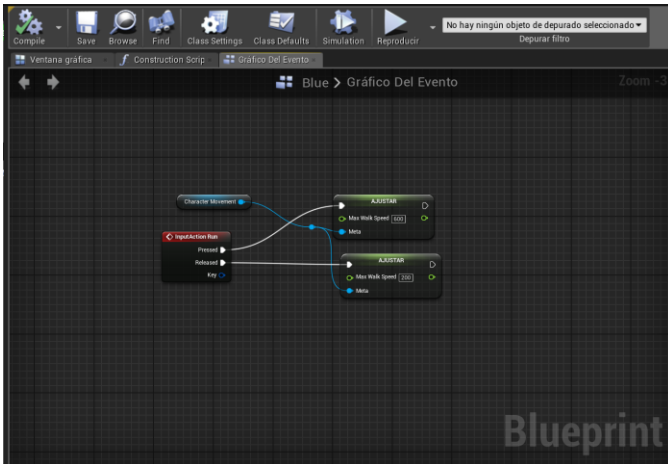 Compile Save Browse Find Class Settings Class Defaults Simulation Reproducir No hay ningún objeto de depurado seleccionado
Depurar filtro
Ventana gráfica Construction Scrip Gráfico Del Evento
Blue > Gráfico Del Evento Zoom -3
Character Movement
AJUSTAR
Max Walk Speed 600
Meta
InputAction Run
Pressed
Released
Key
AJUSTAR
Max Walk Speed 200
Meta
Blueprint